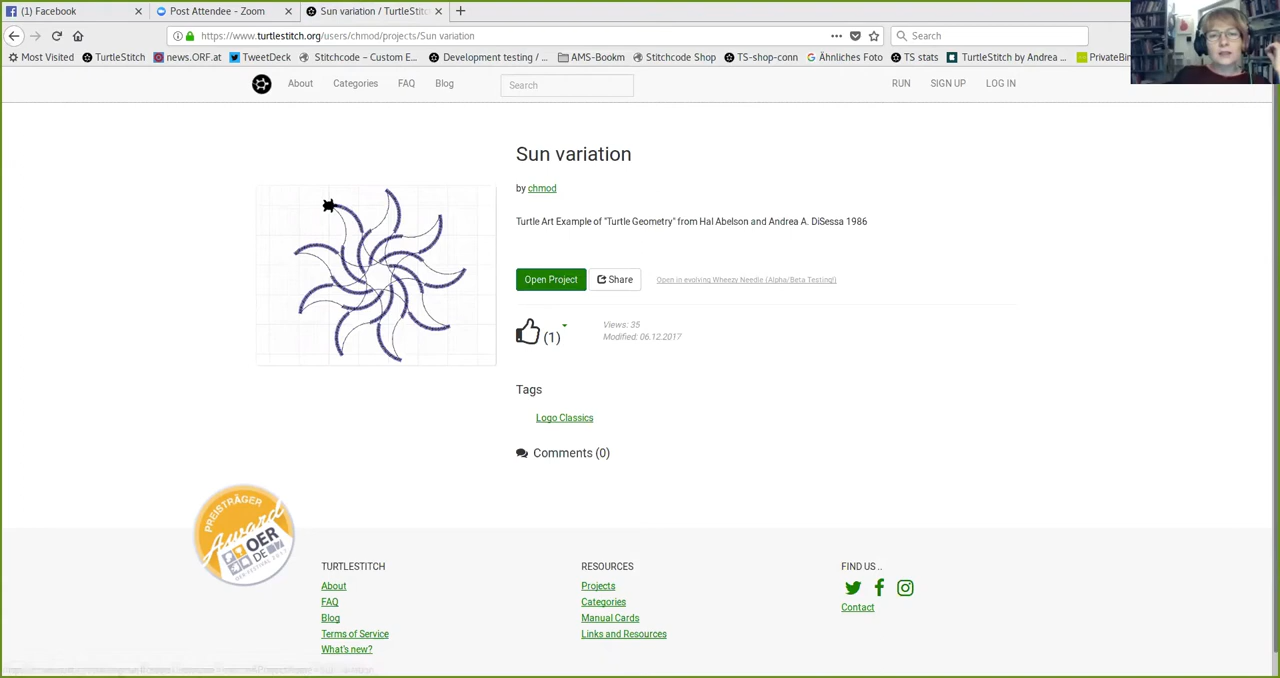 (1) Facebook
Post Attendee - Zoom
Sun variation / TurtleStitc
https://www.turtlestitch.org/users/chmod/projects/Sun variation
Search
Most Visited
TurtleStitch
news.ORF.at
TweetDeck
Stitchcode – Custom E...
Development testing / ...
AMS-Bookm
Stitchcode Shop
TS-shop-conn
Ähnliches Foto
TS stats
TurtleStitch by Andrea ...
PrivateBin
About
Categories
FAQ
Blog
Search
RUN
SIGN UP
LOG IN
Sun variation
by chmod
Turtle Art Example of "Turtle Geometry" from Hal Abelson and Andrea A. DiSessa 1986
Open Project
Share
Open in evolving Wheezy Needle (Alpha/Beta Testing!)
(1)
Views: 35
Modified: 06.12.2017
Tags
Logo Classics
Comments (0)
PREISTRÄGER
Award
OER
DE
OER-FESTIVAL 2017
TURTLESTITCH
About
FAQ
Blog
Terms of Service
What's new?
RESOURCES
Projects
Categories
Manual Cards
Links and Resources
FIND US ..
Contact